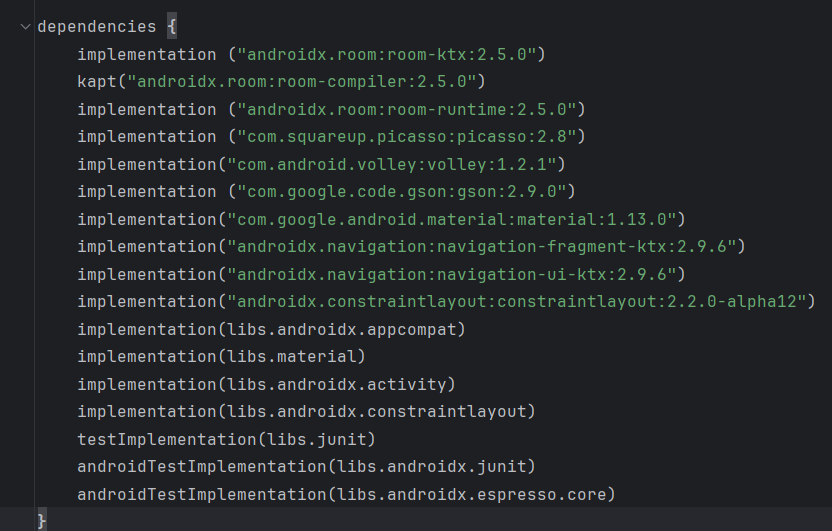 dependencies {
implementation ("androidx.room:room-ktx:2.5.0")
kapt("androidx.room:room-compiler:2.5.0")
implementation ("androidx.room:room-runtime:2.5.0")
implementation ("com.squareup.picasso:picasso:2.8")
implementation("com.android.volley:volley:1.2.1")
implementation ("com.google.code.gson:gson:2.9.0")
implementation("com.google.android.material:material:1.13.0")
implementation("androidx.navigation:navigation-fragment-ktx:2.9.6")
implementation("androidx.navigation:navigation-ui-ktx:2.9.6")
implementation("androidx.constraintlayout:constraintlayout:2.2.0-alpha12")
implementation(libs.androidx.appcompat)
implementation(libs.material)
implementation(libs.androidx.activity)
implementation(libs.androidx.constraintlayout)
testImplementation(libs.junit)
androidTestImplementation(libs.androidx.junit)
androidTestImplementation(libs.androidx.espresso.core)
}